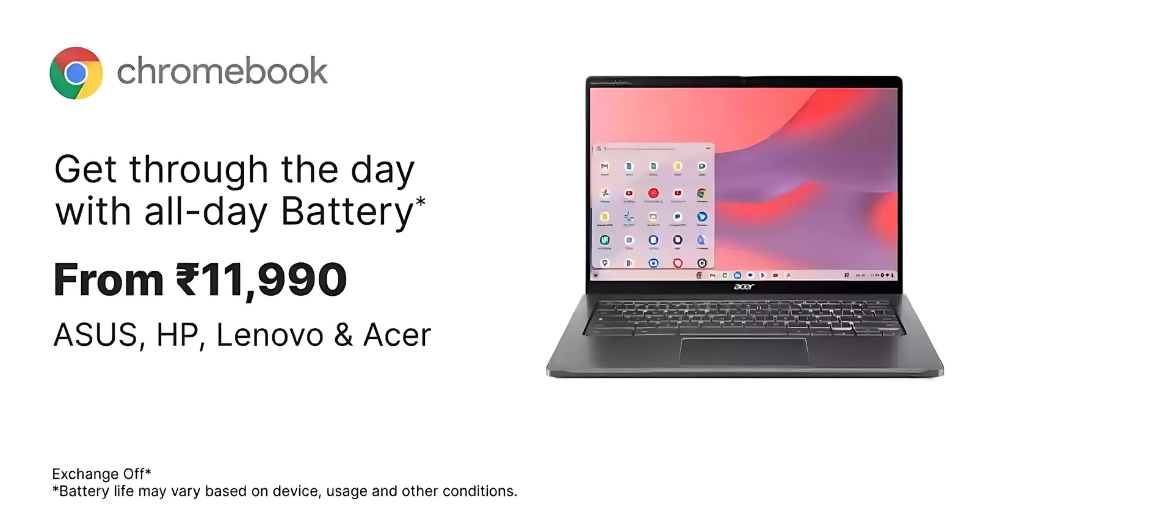 chromebook
Get through the day
with all-day Battery*
From ₹11,990
ASUS, HP, Lenovo & Acer
acer
Exchange Off*
*Battery life may vary based on device, usage and other conditions.